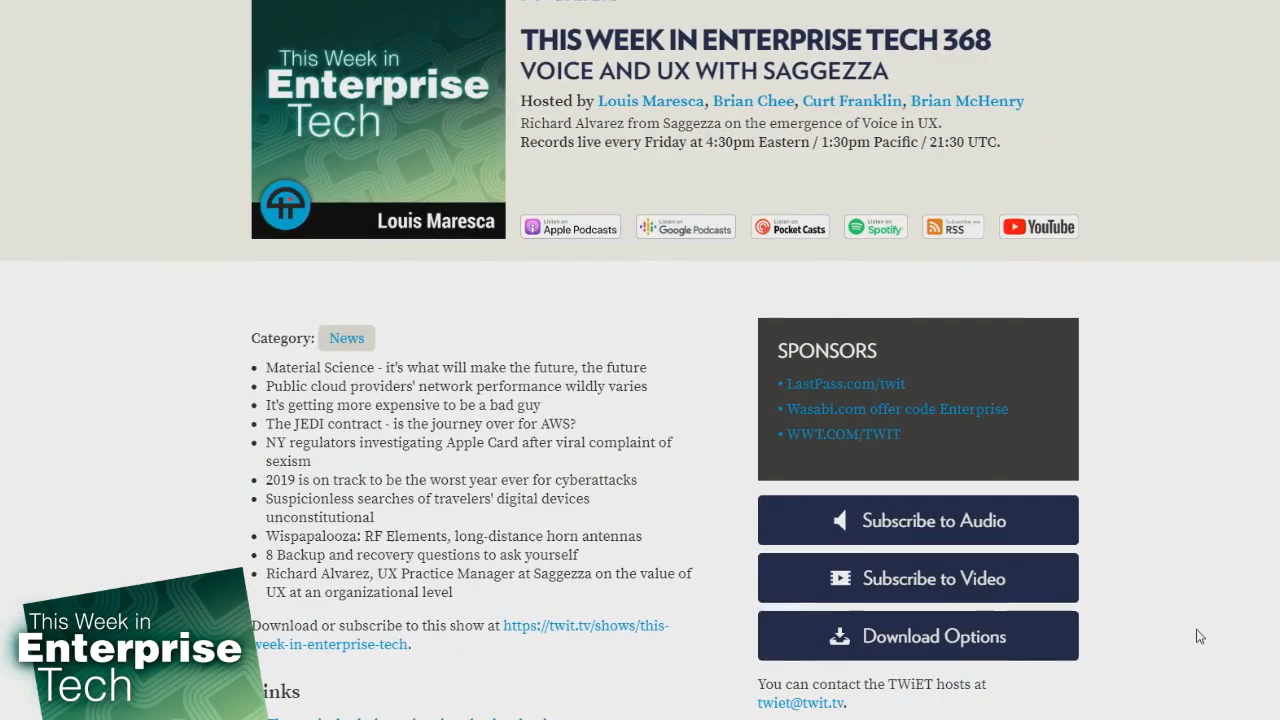 This Week in
Enterprise
Tech
Louis Maresca
THIS WEEK IN ENTERPRISE TECH 368
VOICE AND UX WITH SAGGEZZA
Hosted by Louis Maresca, Brian Chee, Curt Franklin, Brian McHenry
Richard Alvarez from Saggezza on the emergence of Voice in UX.
Records live every Friday at 4:30pm Eastern / 1:30pm Pacific / 21:30 UTC.
Listen on Apple Podcasts
Listen on Google Podcasts
Listen on Pocket Casts
Listen on Spotify
Subscribe via RSS
YouTube
Category: News
• Material Science - it's what will make the future, the future
• Public cloud providers' network performance wildly varies
• It's getting more expensive to be a bad guy
• The JEDI contract - is the journey over for AWS?
• NY regulators investigating Apple Card after viral complaint of
sexism
• 2019 is on track to be the worst year ever for cyberattacks
• Suspicionless searches of travelers' digital devices
unconstitutional
• Wispapalooza: RF Elements, long-distance horn antennas
• 8 Backup and recovery questions to ask yourself
• Richard Alvarez, UX Practice Manager at Saggezza on the value of
UX at an organizational level
Download or subscribe to this show at https://twit.tv/shows/this-
week-in-enterprise-tech.
inks
SPONSORS
• LastPass.com/twit
• Wasabi.com offer code Enterprise
• WWT.COM/TWIT
Subscribe to Audio
Subscribe to Video
Download Options
You can contact the TWiET hosts at
twiet@twit.tv.
This Week in
Enterprise
Tech